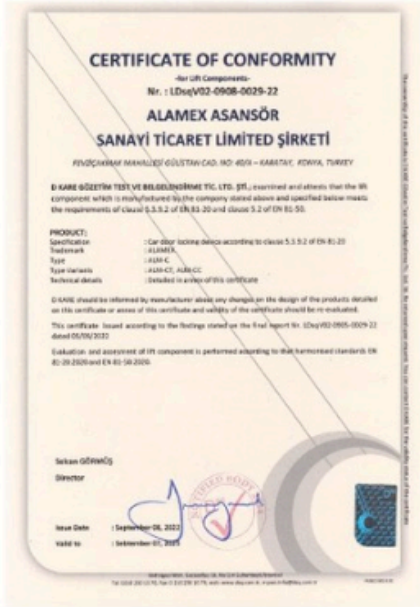 CERTIFICATE OF CONFORMITY
-for Lift Components-
Nr. : LDsqV02-0908-0029-22
ALAMEX ASANSÖR
SANAYİ TİCARET LİMİTED ŞİRKETİ
FEVZİÇAKMAK MAHALLESİ GÜLİSTAN CAD. NO: 40/A – KARATAY, KONYA, TURKEY
D KARE GÖZETİM TEST VE BELGELENDİRME TİC. LTD. ŞTİ., examined and attests that the lift
component which is manufactured by the company stated above and specified below meets
the requirements of clause 5.3.9.2 of EN 81-20 and clause 5.2 of EN 81-50.
PRODUCT:
Specification : Car door locking device according to clause 5.3.9.2 of EN 81-20
Trademark : ALAMEX
Type : ALM-C
Type Variants : ALM-CT, ALM-CC
Technical details : Detailed in annex of this certificate
D KARE should be informed by manufacturer about any changes on the design of the products detailed
on this certificate or annex of this certificate and validity of the certificate should be re-evaluated.
This certificate issued according to the findings stated on the final report Nr. LDsqV02-0905-0029-22
dated 05/09/2022
Evaluation and assessment of lift component is performed according to that harmonised standards EN
81-20:2020 and EN 81-50:2020.
Serkan GÖRMÜŞ
Director
Issue Date : September 08, 2022
Valid to : September 07, 2025